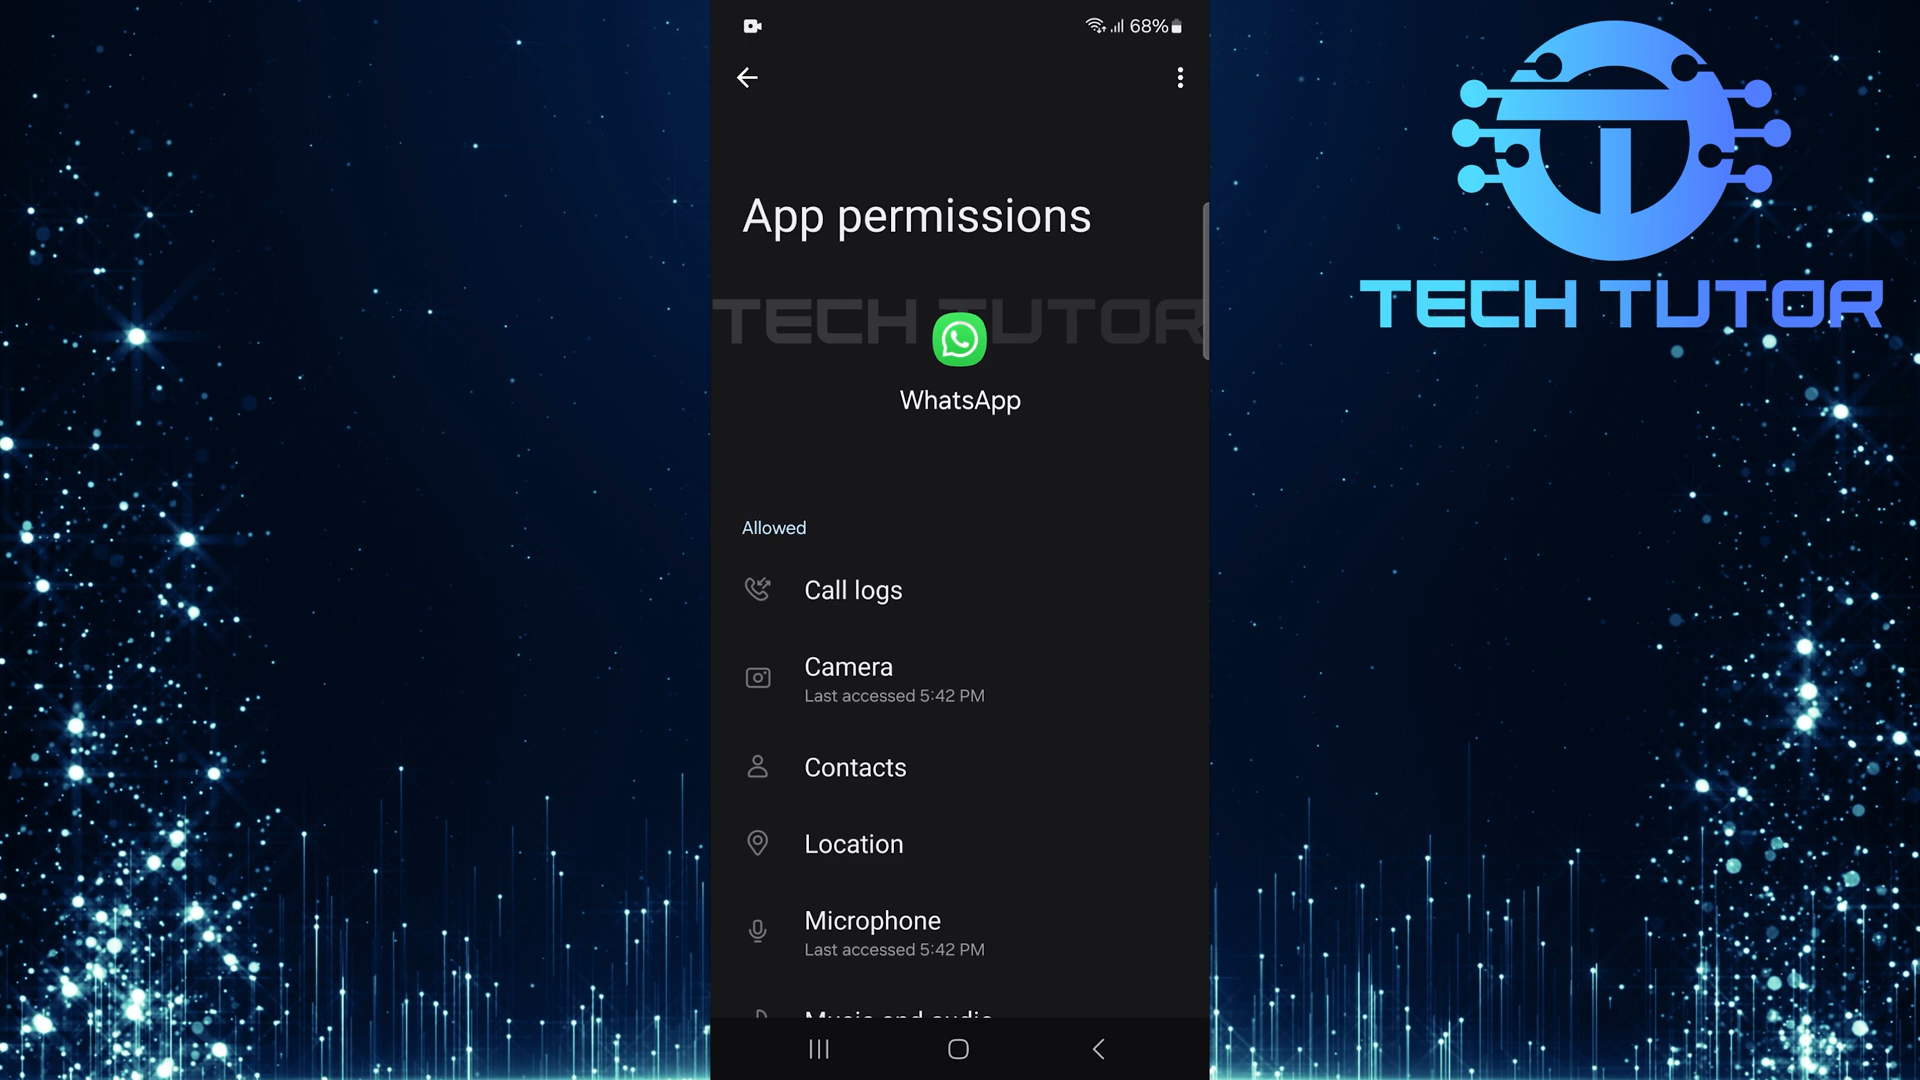 68%
TECH TUTOR
App permissions
TECH TUTOR
WhatsApp
Allowed
Call logs
Camera
Last accessed 5:42 PM
Contacts
Location
Microphone
Last accessed 5:42 PM
Music and audio